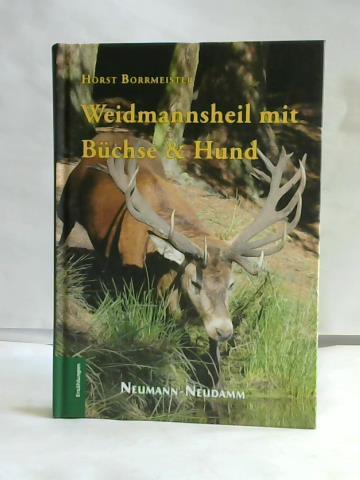 Horst Borrmeister
Weidmannsheil mit
Büchse & Hund
Erzählungen
Neumann-Neudamm